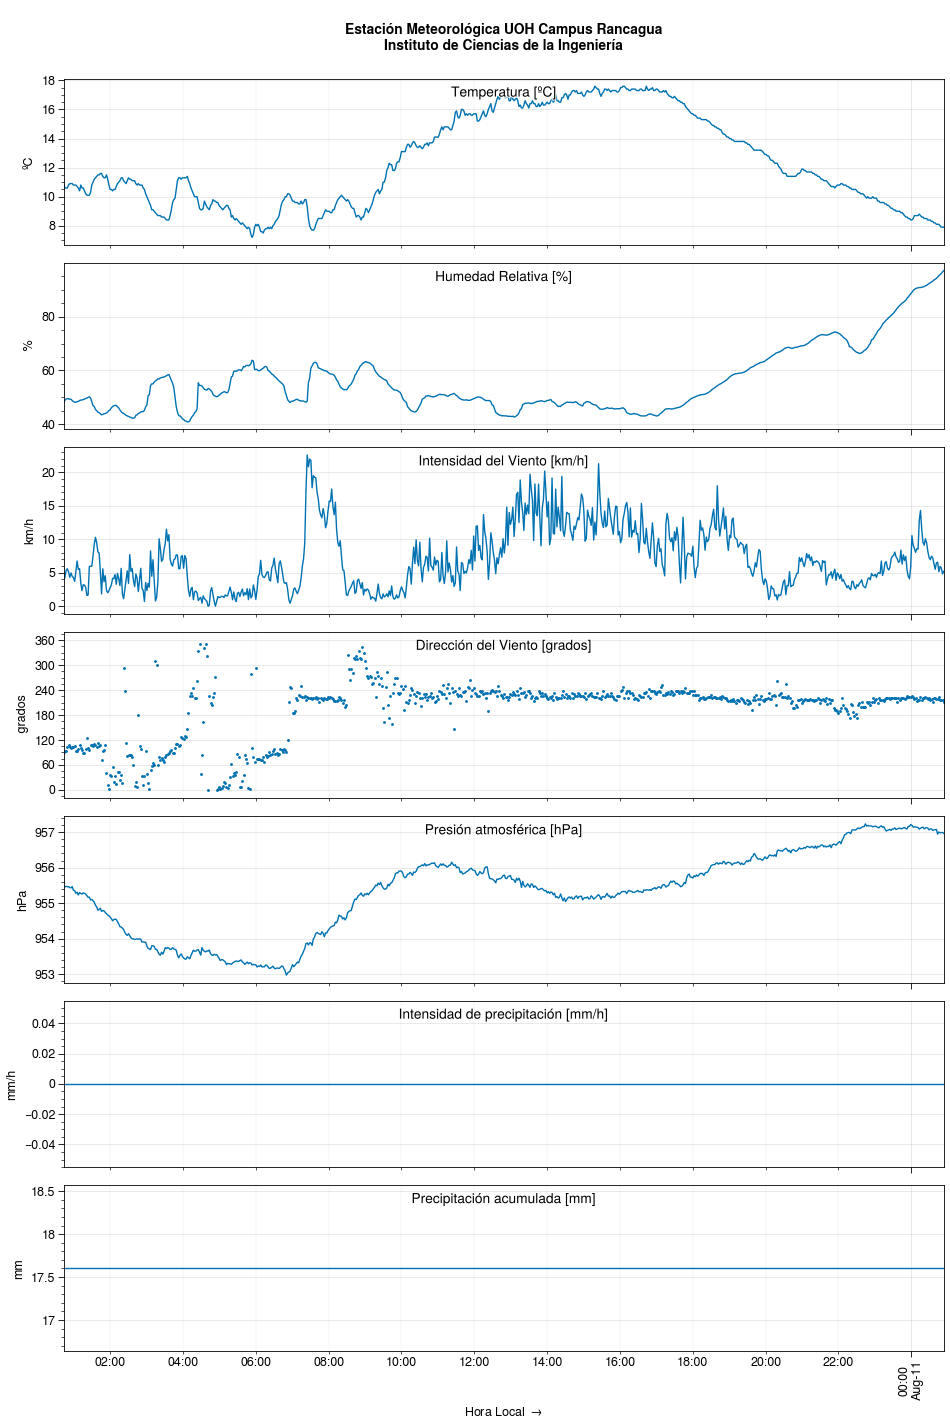 Estación Meteorológica UOH Campus Rancagua
Instituto de Ciencias de la Ingeniería
Temperatura [ºC]
ºC
18
16
14
12
10
8
Humedad Relativa [%]
%
80
60
40
Intensidad del Viento [km/h]
km/h
20
15
10
5
0
Dirección del Viento [grados]
grados
360
300
240
180
120
60
0
Presión atmosférica [hPa]
hPa
957
956
955
954
953
Intensidad de precipitación [mm/h]
mm/h
0.04
0.02
0
−0.02
−0.04
Precipitación acumulada [mm]
mm
18.5
18
17.5
17
02:00 04:00 06:00 08:00 10:00 12:00 14:00 16:00 18:00 20:00 22:00
00:00
Aug-11
Hora Local →